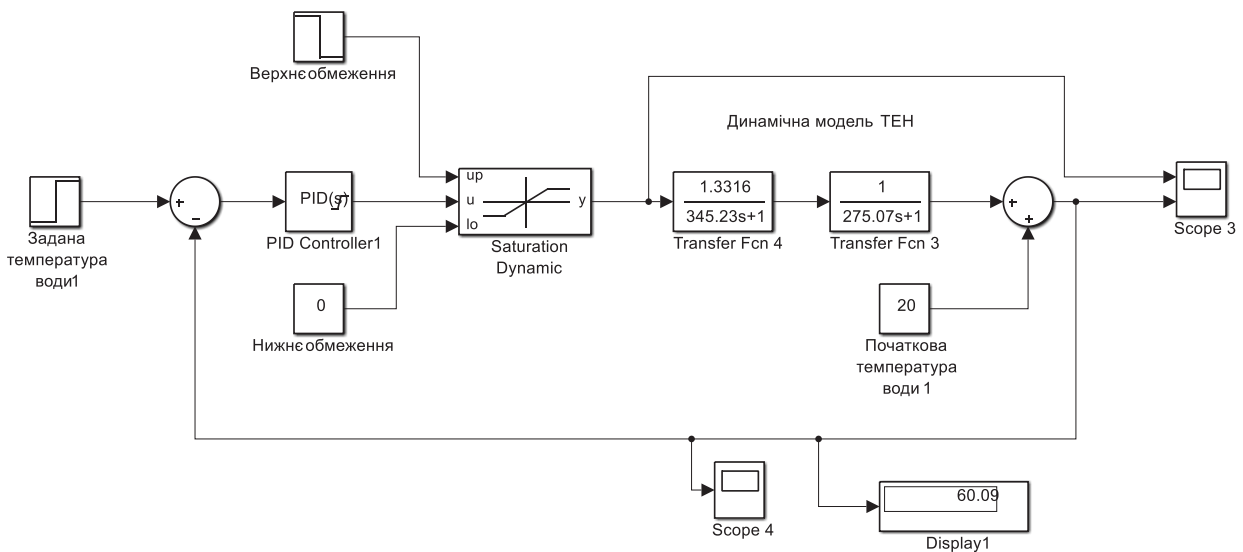 Верхнє обмеження
Динамічна модель ТЕН
up
u
lo
y
PID(s)
1.3316
345.23s+1
1
275.07s+1
+
−
+
+
Задана
температура
води1
PID Controller1
Saturation
Dynamic
Transfer Fcn 4
Transfer Fcn 3
Scope 3
0
Нижнє обмеження
20
Початкова
температура
води 1
Scope 4
60.09
Display1